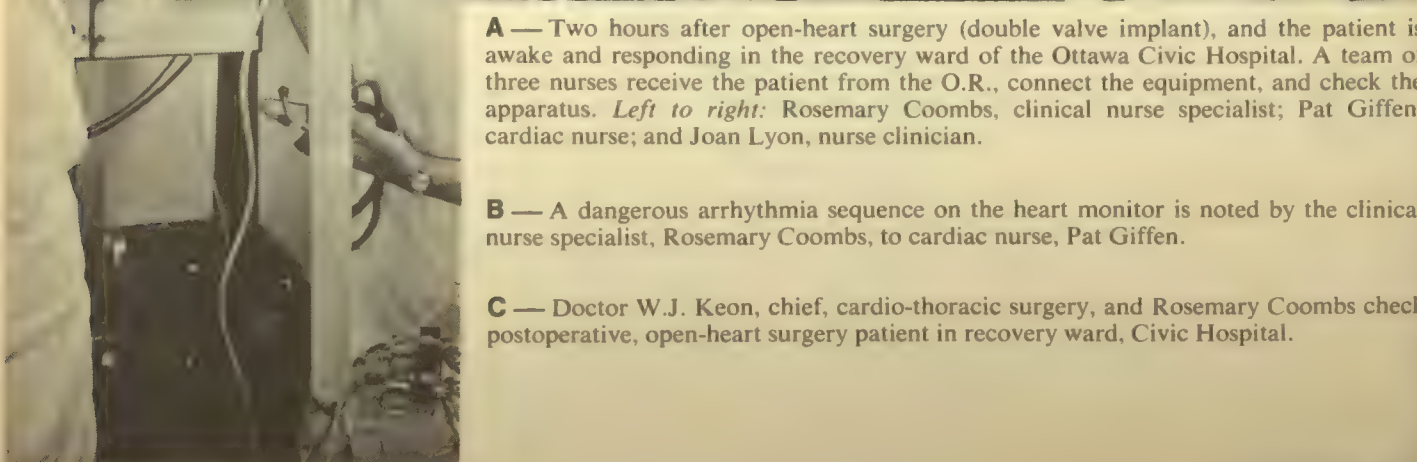 A — Two hours after open-heart surgery (double valve implant), and the patient is
awake and responding in the recovery ward of the Ottawa Civic Hospital. A team o
three nurses receive the patient from the O.R., connect the equipment, and check the
apparatus. Left to right: Rosemary Coombs, clinical nurse specialist; Pat Giffen
cardiac nurse; and Joan Lyon, nurse clinician.
B — A dangerous arrhythmia sequence on the heart monitor is noted by the clinica
nurse specialist, Rosemary Coombs, to cardiac nurse, Pat Giffen.
C — Doctor W.J. Keon, chief, cardio-thoracic surgery, and Rosemary Coombs check
postoperative, open-heart surgery patient in recovery ward, Civic Hospital.